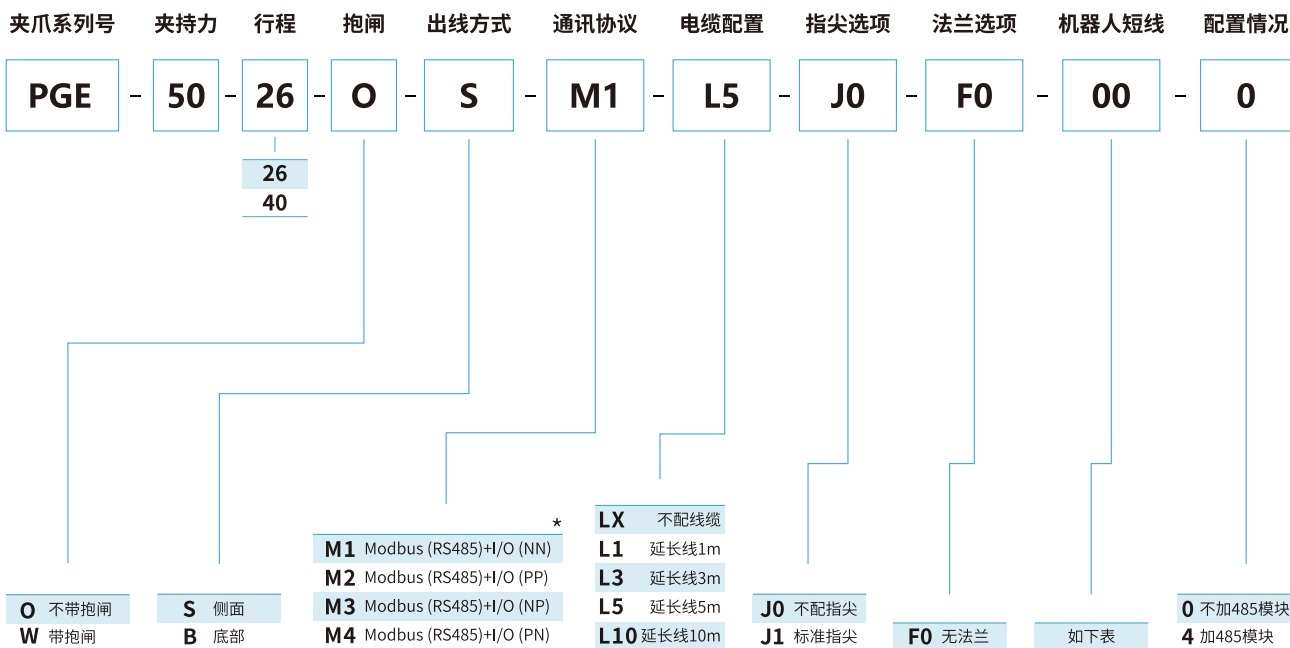 夹爪系列号 夹持力 行程 抱闸 出线方式 通讯协议 电缆配置 指尖选项 法兰选项 机器人短线 配置情况
PGE - 50 - 26 - O - S - M1 - L5 - J0 - F0 - 00 - 0
26
40
O 不带抱闸
W 带抱闸
S 侧面
B 底部
*
M1 Modbus (RS485)+I/O (NN)
M2 Modbus (RS485)+I/O (PP)
M3 Modbus (RS485)+I/O (NP)
M4 Modbus (RS485)+I/O (PN)
LX 不配线缆
L1 延长线1m
L3 延长线3m
L5 延长线5m
L10 延长线10m
J0 不配指尖
J1 标准指尖
F0 无法兰
如下表
0 不加485模块
4 加485模块